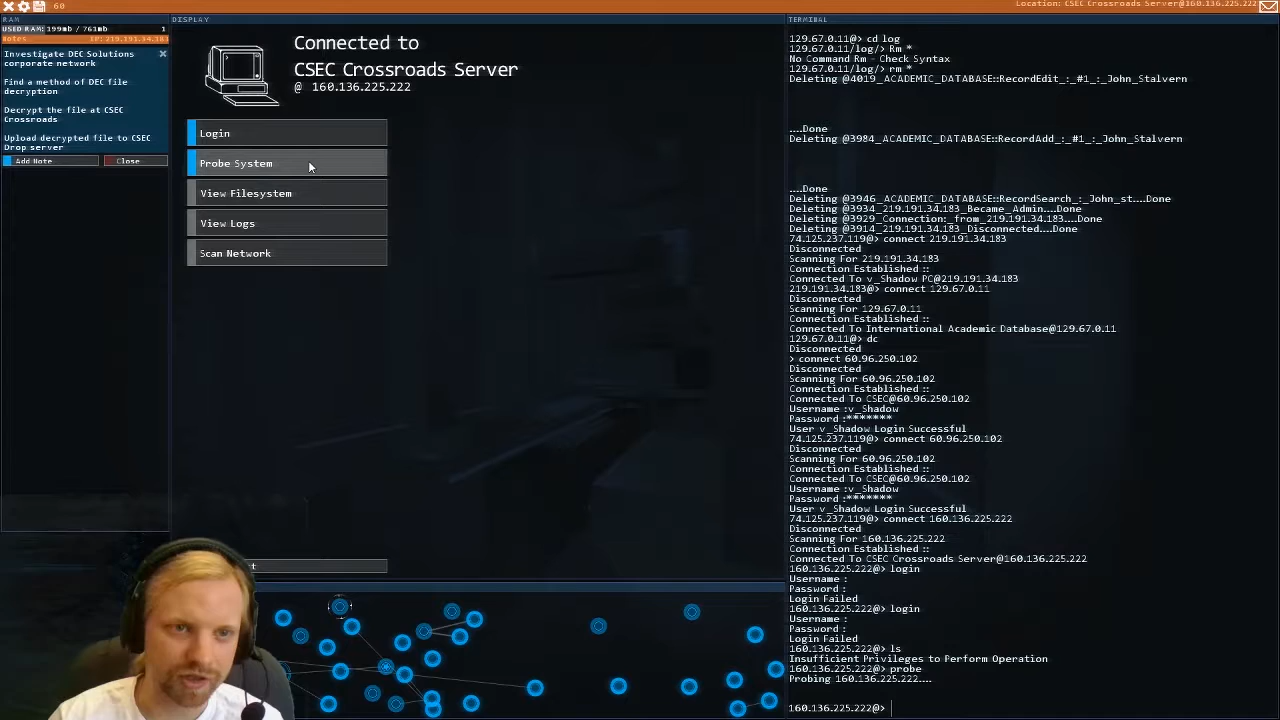 60
Location: CSEC Crossroads Server@160.136.225.222
RAM
USED RAM: 199mb / 761mb 1
Notes IP: 219.191.34.183
Investigate DEC Solutions
corporate network
Find a method of DEC file
decryption
Decrypt the file at CSEC
Crossroads
Upload decrypted file to CSEC
Drop server
Add Note
Close
DISPLAY
Connected to
CSEC Crossroads Server
@ 160.136.225.222
Login
Probe System
View Filesystem
View Logs
Scan Network
TERMINAL
129.67.0.11@> cd log
129.67.0.11/log/> Rm *
No Command Rm - Check Syntax
129.67.0.11/log/> rm *
Deleting @4019_ACADEMIC_DATABASE::RecordEdit_:_#1_:_John_Stalvern
....Done
Deleting @3984_ACADEMIC_DATABASE::RecordAdd_:_#1_:_John_Stalvern
....Done
Deleting @3946_ACADEMIC_DATABASE::RecordSearch_:_John_st....Done
Deleting @3934_219.191.34.183_Became_Admin....Done
Deleting @3929_Connection:_from_219.191.34.183....Done
Deleting @3914_219.191.34.183_Disconnected....Done
74.125.237.119@> connect 219.191.34.183
Disconnected
Scanning For 219.191.34.183
Connection Established ::
Connected To v_Shadow PC@219.191.34.183
219.191.34.183@> connect 129.67.0.11
Disconnected
Scanning For 129.67.0.11
Connection Established ::
Connected To International Academic Database@129.67.0.11
129.67.0.11@> dc
Disconnected
> connect 60.96.250.102
Disconnected
Scanning For 60.96.250.102
Connection Established ::
Connected To CSEC@60.96.250.102
Username :v_Shadow
Password :*******
User v_Shadow Login Successful
74.125.237.119@> connect 60.96.250.102
Disconnected
Scanning For 60.96.250.102
Connection Established ::
Connected To CSEC@60.96.250.102
Username :v_Shadow
Password :*******
User v_Shadow Login Successful
74.125.237.119@> connect 160.136.225.222
Disconnected
Scanning For 160.136.225.222
Connection Established ::
Connected To CSEC Crossroads Server@160.136.225.222
160.136.225.222@> login
Username :
Password :
Login Failed
160.136.225.222@> login
Username :
Password :
Login Failed
160.136.225.222@> ls
Insufficient Privileges to Perform Operation
160.136.225.222@> probe
Probing 160.136.225.222....
160.136.225.222@>